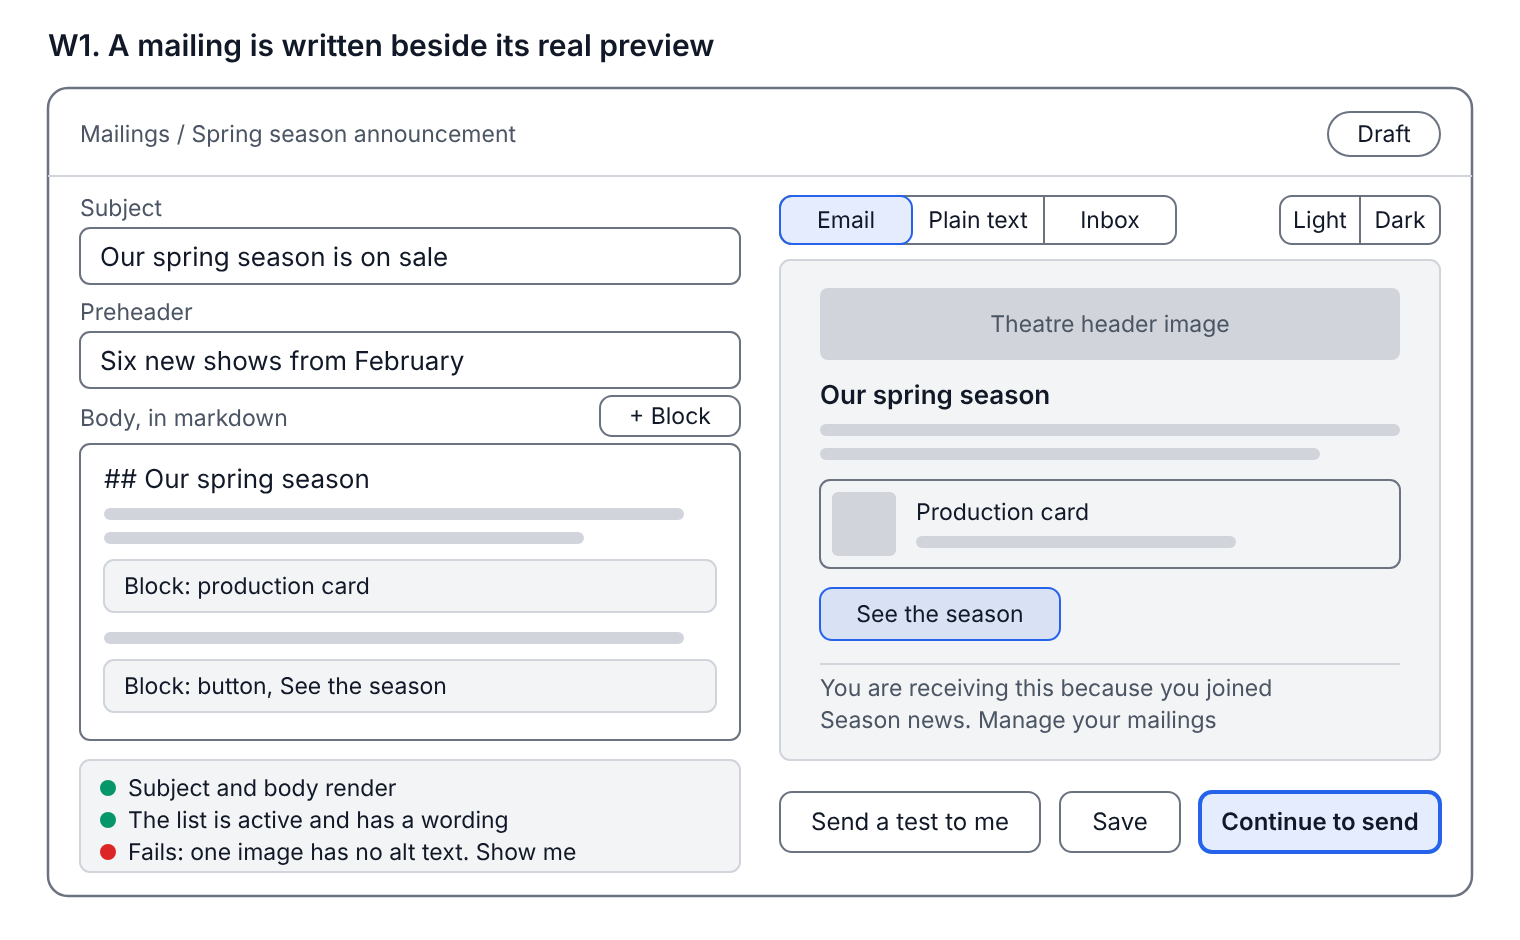 W1. A mailing is written beside its real preview
Mailings / Spring season announcement
Draft
Subject
Our spring season is on sale
Preheader
Six new shows from February
Body, in markdown
+ Block
## Our spring season
Block: production card
Block: button, See the season
Subject and body render
The list is active and has a wording
Fails: one image has no alt text. Show me
Email
Plain text
Inbox
Light
Dark
Theatre header image
Our spring season
Production card
See the season
You are receiving this because you joined
Season news. Manage your mailings
Send a test to me
Save
Continue to send